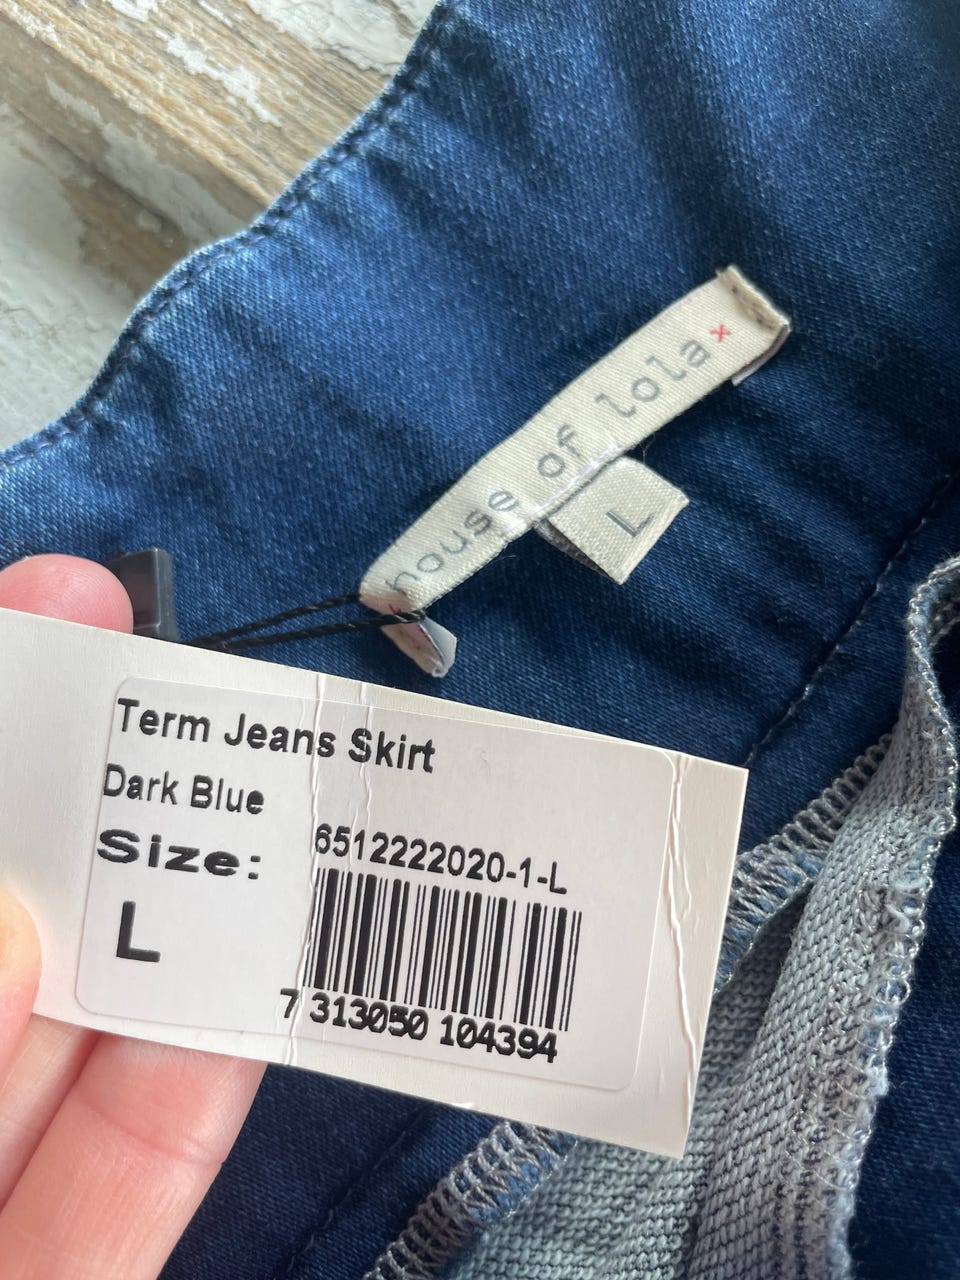 x house of lola x
L
Term Jeans Skirt
Dark Blue
Size:
L
6512222020-1-L
7 313050 104394